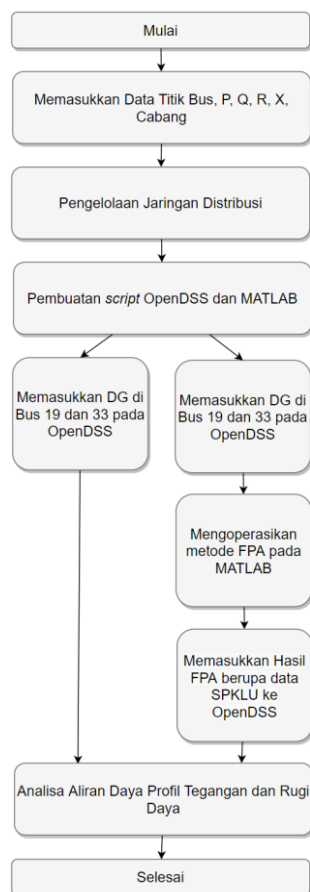 Mulai
Memasukkan Data Titik Bus, P, Q, R, X,
Cabang
Pengelolaan Jaringan Distribusi
Pembuatan script OpenDSS dan MATLAB
Memasukkan DG di
Bus 19 dan 33 pada
OpenDSS
Memasukkan DG di
Bus 19 dan 33 pada
OpenDSS
Mengoperasikan
metode FPA pada
MATLAB
Memasukkan Hasil
FPA berupa data
SPKLU ke
OpenDSS
Analisa Aliran Daya Profil Tegangan dan Rugi
Daya
Selesai